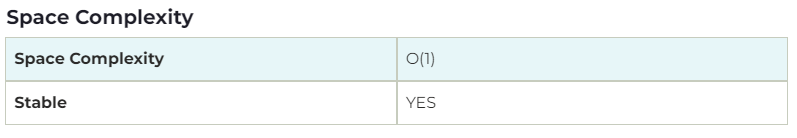 Space Complexity
Space Complexity O(1)
Stable YES